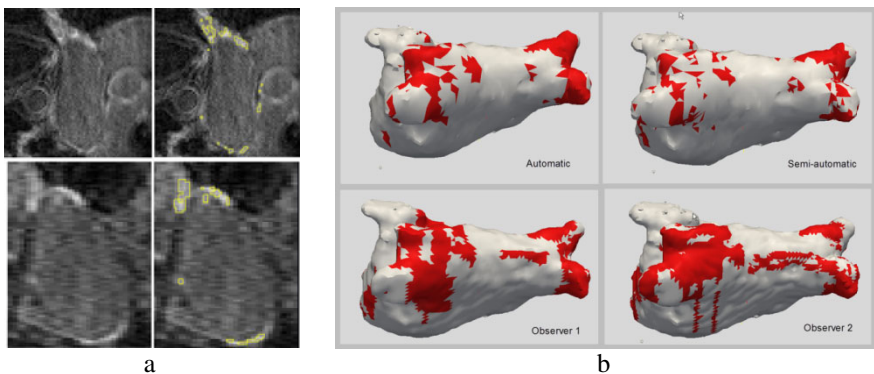 Automatic
Semi-automatic
Observer 1
Observer 2
a
b